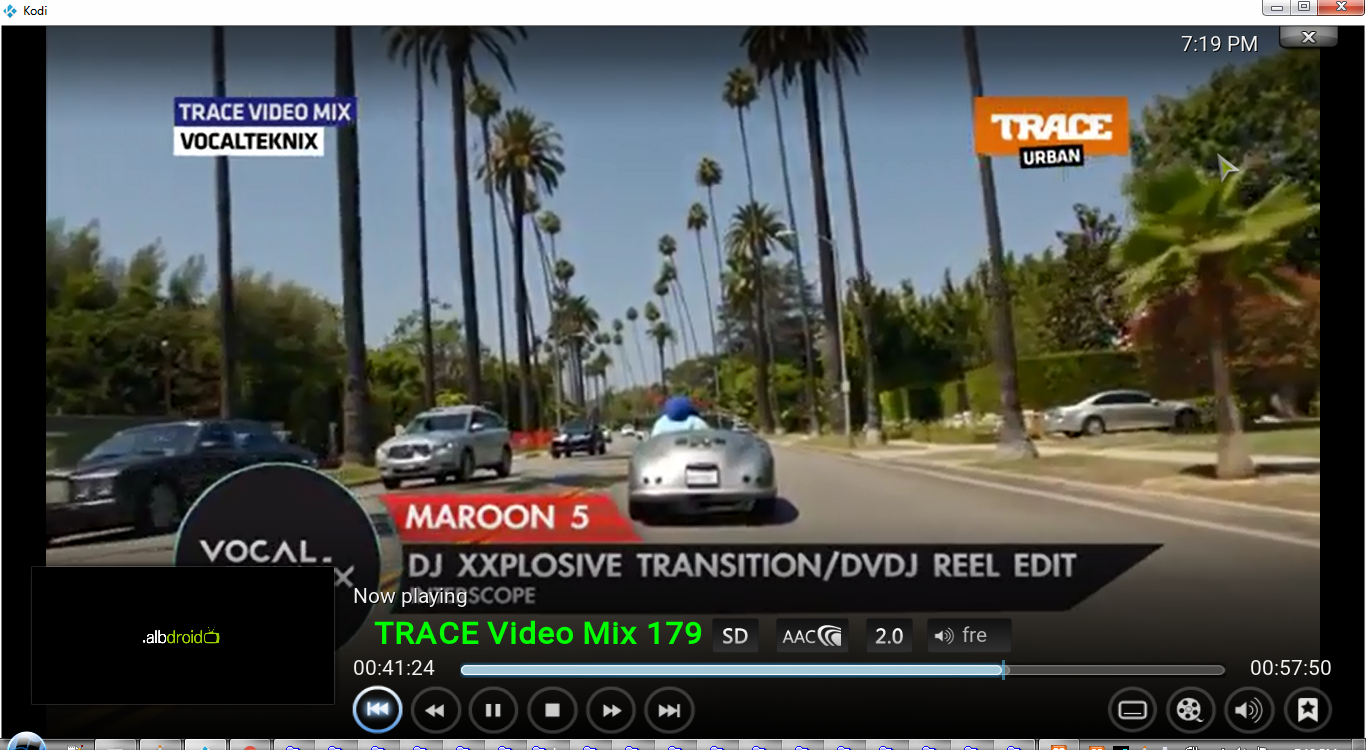 Kodi
7:19 PM
TRACE VIDEO MIX
VOCALTEKNIX
TRACE
URBAN
MAROON 5
VOCAL
X
DJ XXPLOSIVE TRANSITION/DVDJ REEL EDIT
INTERSCOPE
Now playing
.albdroid
TRACE Video Mix 179 SD AAC 2.0 fre
00:41:24 00:57:50